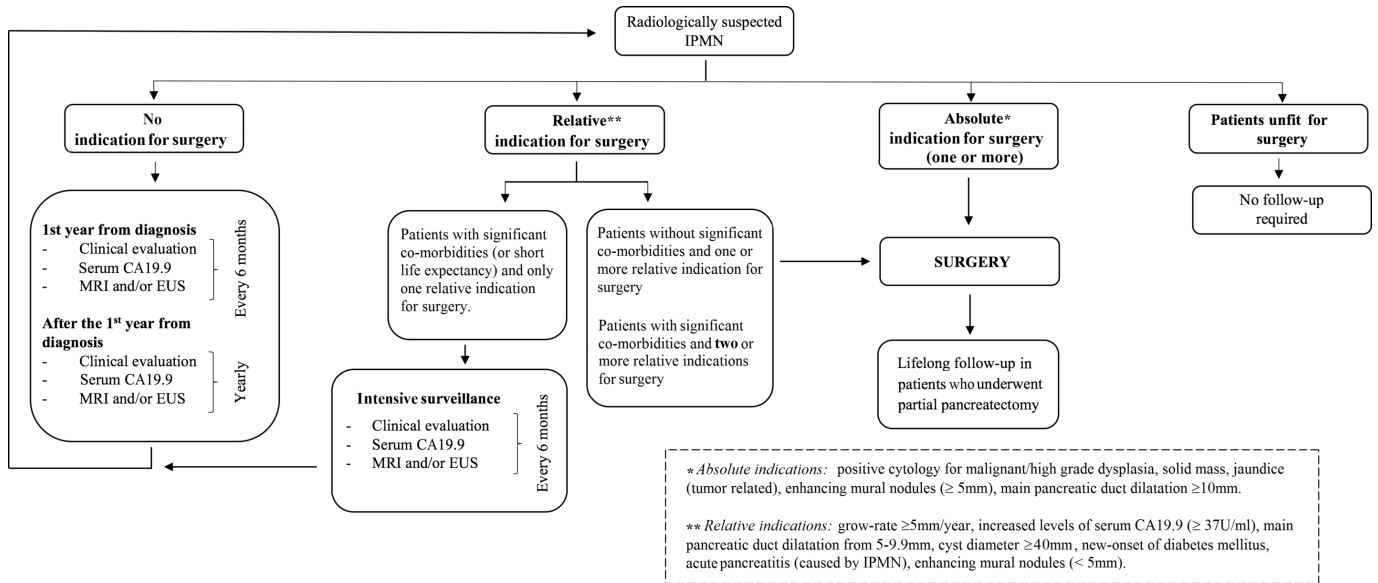 Radiologically suspected
IPMN
No
indication for surgery
Relative**
indication for surgery
Absolute*
indication for surgery
(one or more)
Patients unfit for
surgery
1st year from diagnosis
- Clinical evaluation
- Serum CA19.9
- MRI and/or EUS
Every 6 months
After the 1st year from
diagnosis
- Clinical evaluation
- Serum CA19.9
- MRI and/or EUS
Yearly
Patients with significant
co-morbidities (or short
life expectancy) and only
one relative indication
for surgery.
Patients without significant
co-morbidities and one or
more relative indication for
surgery
Patients with significant
co-morbidities and two or
more relative indications
for surgery
SURGERY
No follow-up
required
Intensive surveillance
- Clinical evaluation
- Serum CA19.9
- MRI and/or EUS
Every 6 months
Lifelong follow-up in
patients who underwent
partial pancreatectomy
*Absolute indications: positive cytology for malignant/high grade dysplasia, solid mass, jaundice
(tumor related), enhancing mural nodules (≥ 5mm), main pancreatic duct dilatation ≥10mm.
** Relative indications: grow-rate ≥5mm/year, increased levels of serum CA19.9 (≥ 37U/ml), main
pancreatic duct dilatation from 5-9.9mm, cyst diameter ≥40mm, new-onset of diabetes mellitus,
acute pancreatitis (caused by IPMN), enhancing mural nodules (< 5mm).